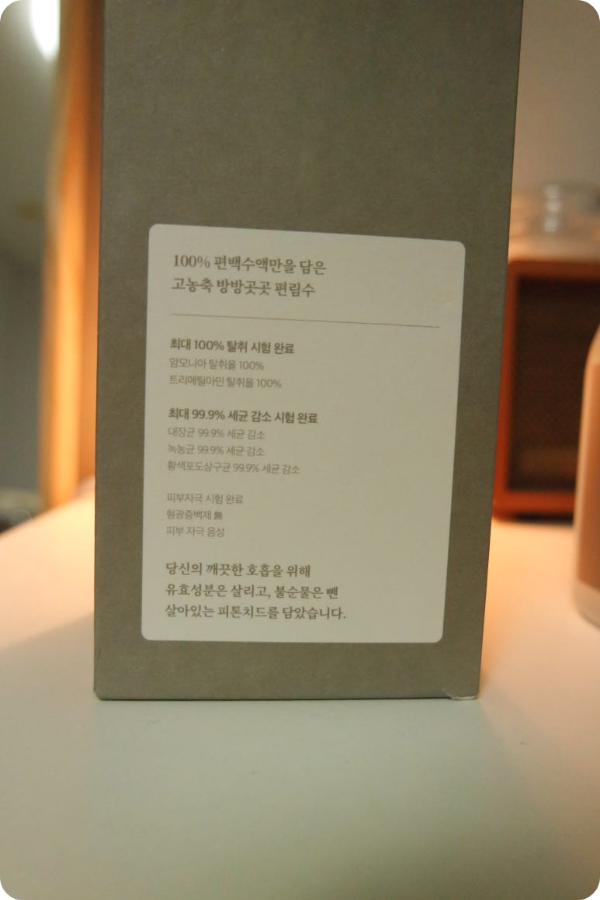 100% 편백수액만을 담은
고농축 방방곳곳 편림수
최대 100% 탈취 시험 완료
암모니아 탈취율 100%
트리메틸아민 탈취율 100%
최대 99.9% 세균 감소 시험 완료
대장균 99.9% 세균 감소
녹농균 99.9% 세균 감소
황색포도상구균 99.9% 세균 감소
피부자극 시험 완료
형광증백제 無
피부 자극 음성
당신의 깨끗한 호흡을 위해
유효성분은 살리고, 불순물은 뺀
살아있는 피톤치드를 담았습니다.